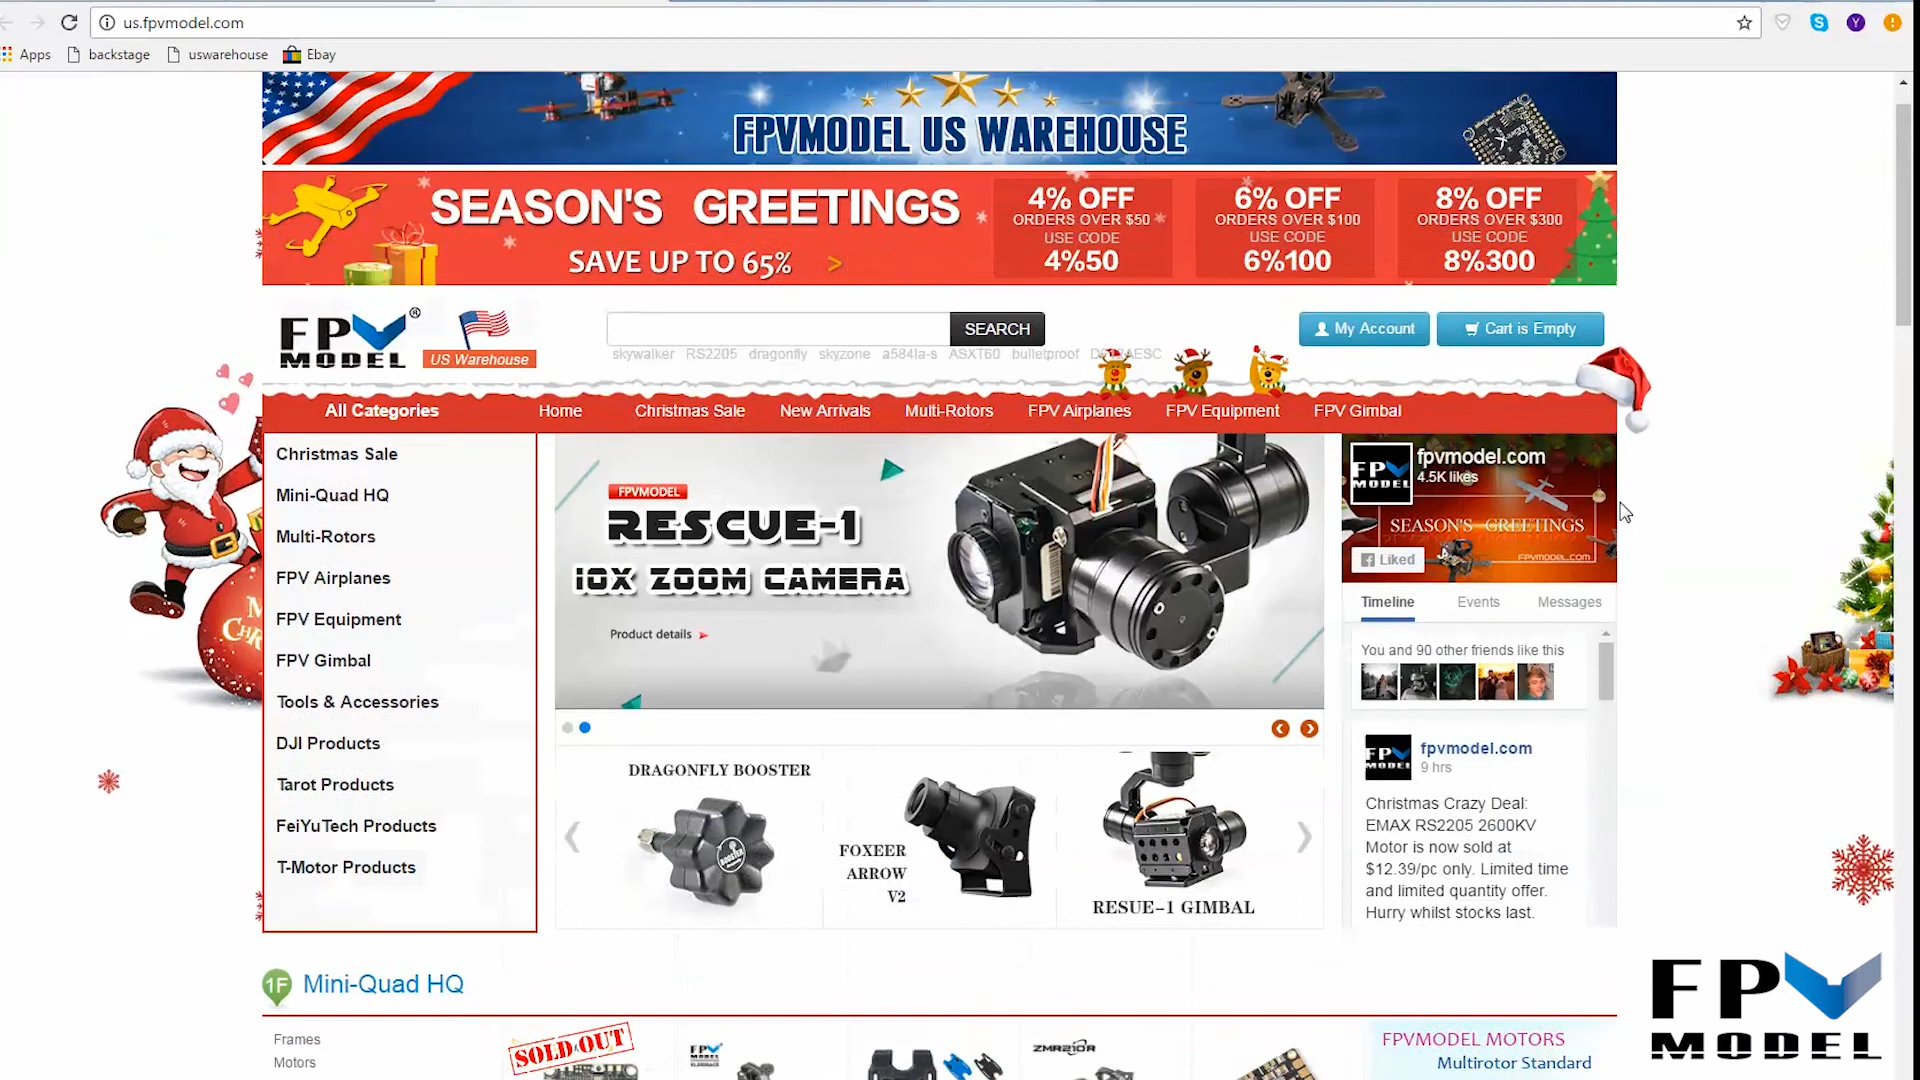 us.fpvmodel.com
Apps backstage uswarehouse Ebay
FPVMODEL US WAREHOUSE
SEASON'S GREETINGS
SAVE UP TO 65% >
4% OFF
ORDERS OVER $50
USE CODE
4%50
6% OFF
ORDERS OVER $100
USE CODE
6%100
8% OFF
ORDERS OVER $300
USE CODE
8%300
FPV MODEL ®
US Warehouse
SEARCH
My Account
Cart is Empty
skywalker RS2205 dragonfly skyzone a584la-s ASXT60 bulletproof
All Categories Home Christmas Sale New Arrivals Multi-Rotors FPV Airplanes FPV Equipment FPV Gimbal
Christmas Sale
Mini-Quad HQ
Multi-Rotors
FPV Airplanes
FPV Equipment
FPV Gimbal
Tools & Accessories
DJI Products
Tarot Products
FeiYuTech Products
T-Motor Products
FPVMODEL
RESCUE-1
10X ZOOM CAMERA
Product details
DRAGONFLY BOOSTER
BOOSTER
FOXEER
ARROW
V2
RESUE-1 GIMBAL
FPV MODEL
fpvmodel.com
4.5K likes
SEASON'S GREETINGS
FPVMODEL.COM
Liked
Timeline Events Messages
You and 90 other friends like this
FPV MODEL
fpvmodel.com
9 hrs
Christmas Crazy Deal:
EMAX RS2205 2600KV
Motor is now sold at
$12.39/pc only. Limited time
and limited quantity offer.
Hurry whilst stocks last.
1F Mini-Quad HQ
Frames
Motors
SOLD OUT
FPV
MODEL
ZMR210R
FPVMODEL MOTORS
Multirotor Standard
FPV
MODEL